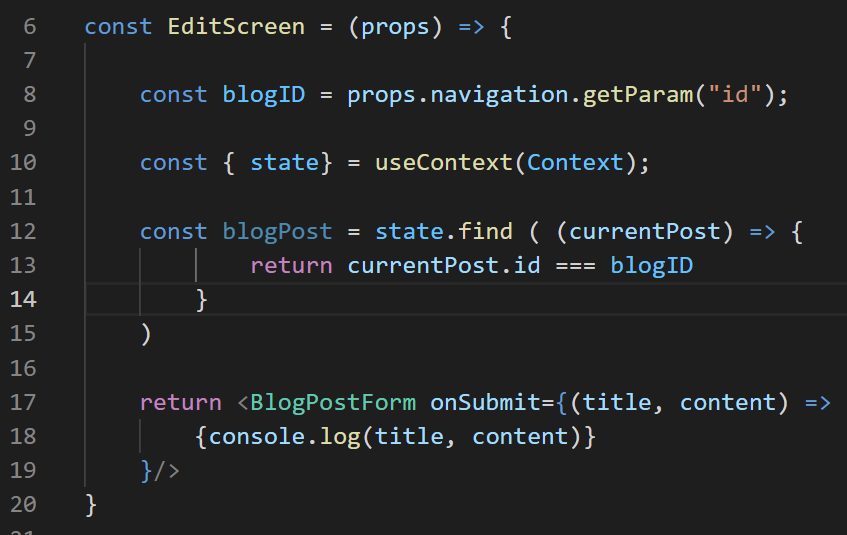 6 const EditScreen = (props) => {
7
8 const blogID = props.navigation.getParam("id");
9
10 const { state} = useContext(Context);
11
12 const blogPost = state.find ( (currentPost) => {
13 return currentPost.id === blogID
14 }
15 )
16
17 return <BlogPostForm onSubmit={(title, content) =>
18 {console.log(title, content)}
19 }/>
20 }
21